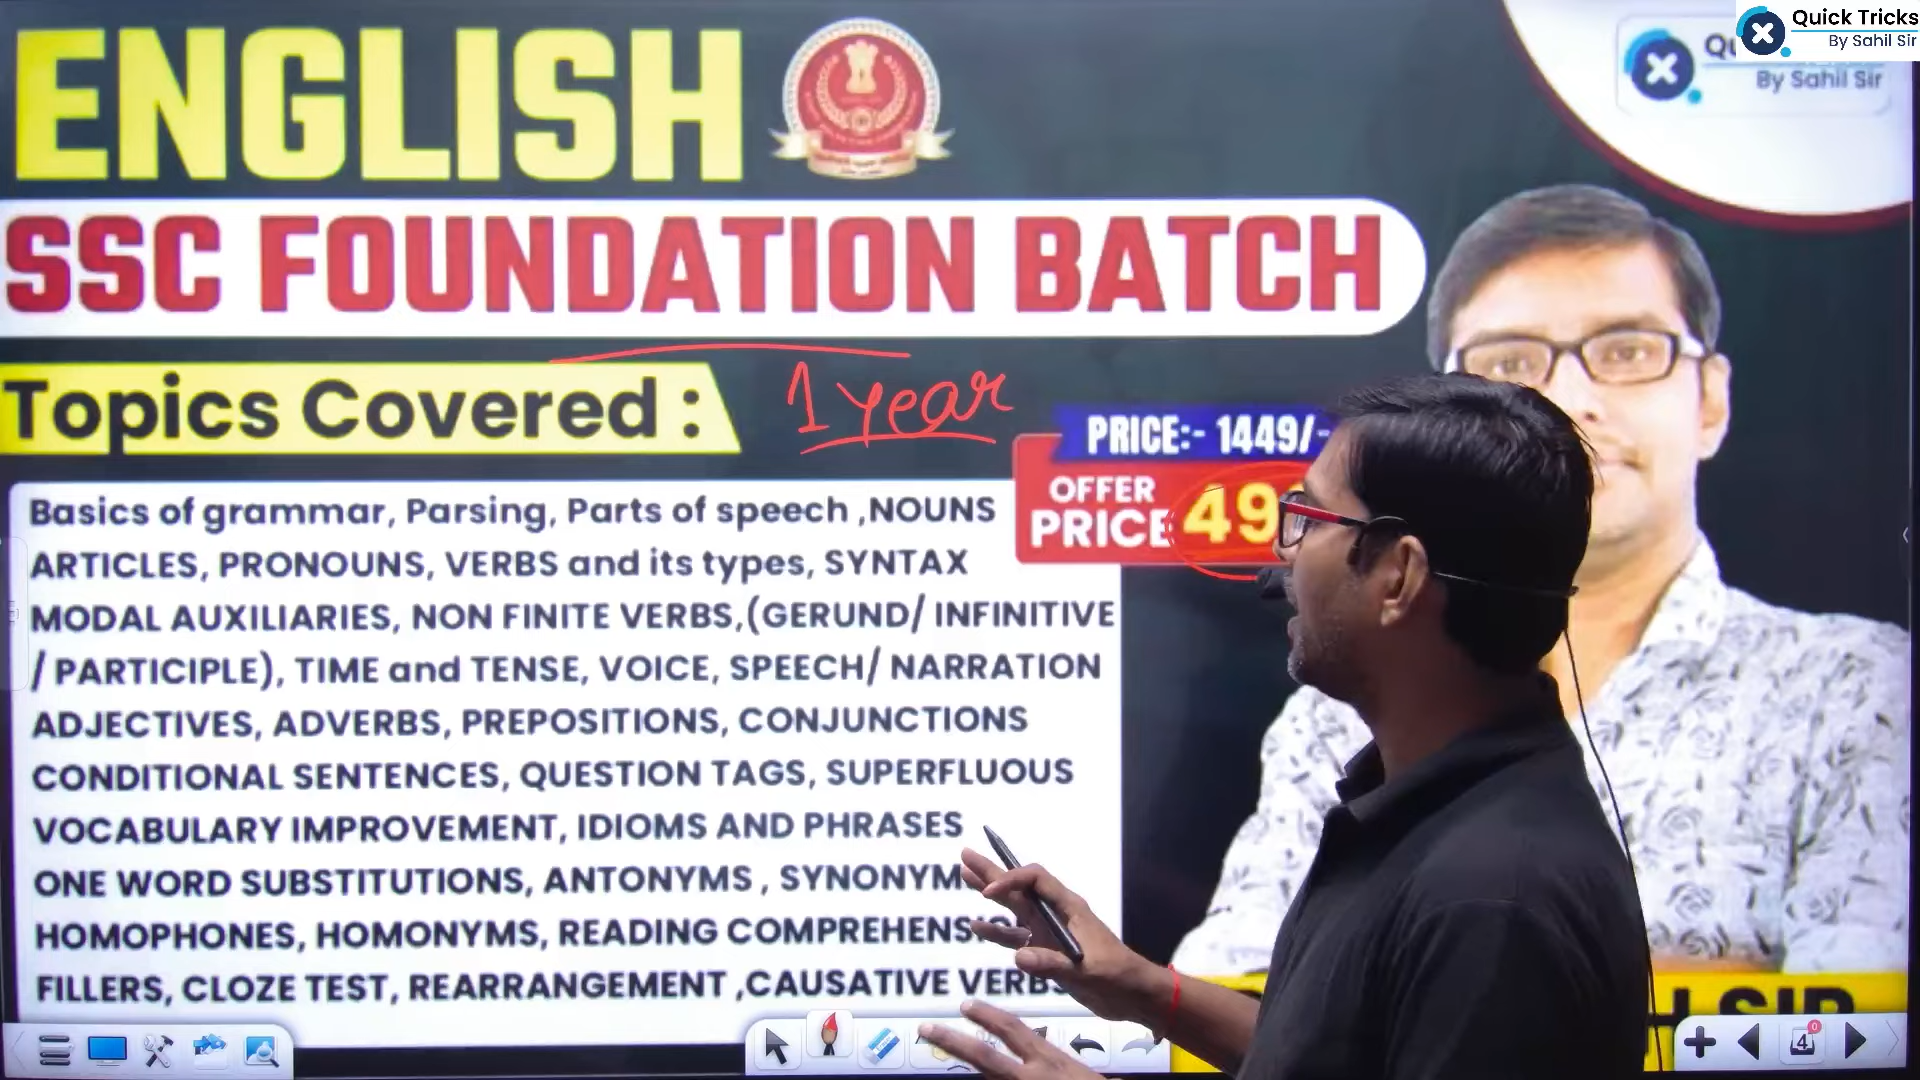 Quick Tricks
By Sahil Sir
By Sahil Sir
ENGLISH
SSC FOUNDATION BATCH
Topics Covered :
1 year
PRICE:- 1449/-
OFFER
PRICE
Basics of grammar, Parsing, Parts of speech ,NOUNS
ARTICLES, PRONOUNS, VERBS and its types, SYNTAX
MODAL AUXILIARIES, NON FINITE VERBS,(GERUND/ INFINITIVE
/ PARTICIPLE), TIME and TENSE, VOICE, SPEECH/ NARRATION
ADJECTIVES, ADVERBS, PREPOSITIONS, CONJUNCTIONS
CONDITIONAL SENTENCES, QUESTION TAGS, SUPERFLUOUS
VOCABULARY IMPROVEMENT, IDIOMS AND PHRASES
ONE WORD SUBSTITUTIONS, ANTONYMS , SYNONYM
HOMOPHONES, HOMONYMS, READING
FILLERS, CLOZE TEST, REARRANGEMENT ,CAUSATIVE VERBS
SIR
4
0